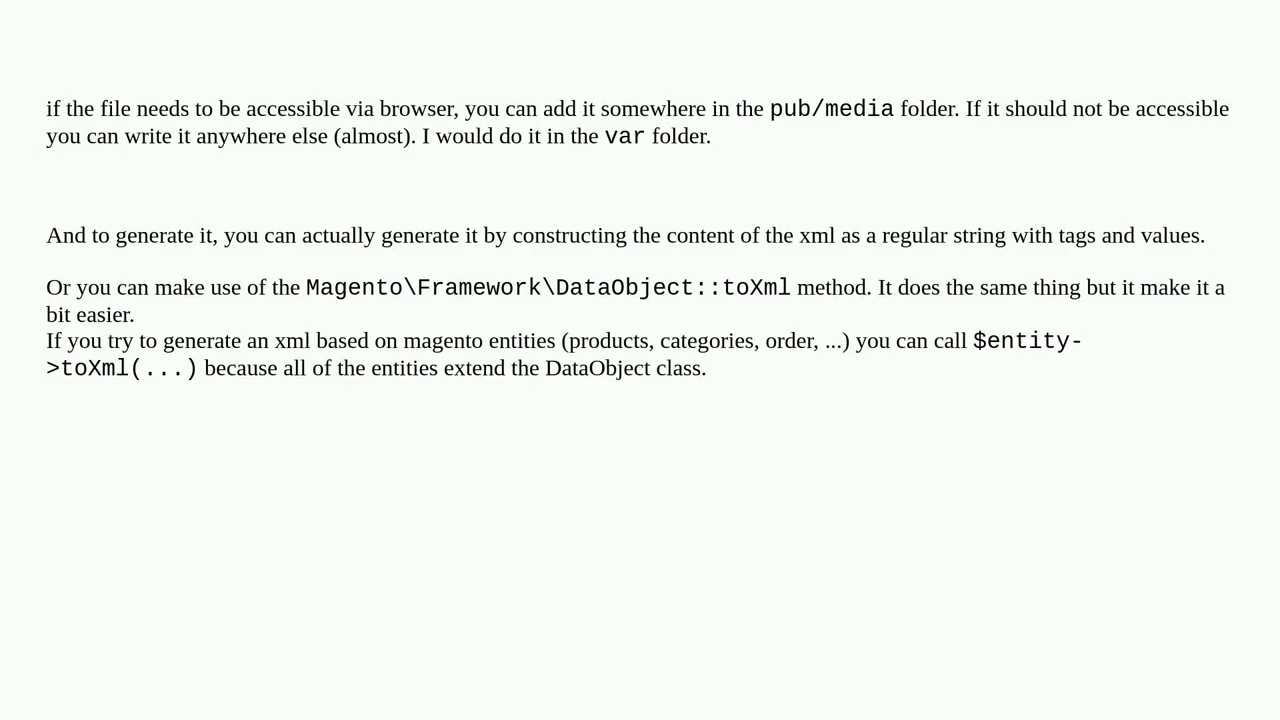 if the file needs to be accessible via browser, you can add it somewhere in the pub/media folder. If it should not be accessible
you can write it anywhere else (almost). I would do it in the var folder.
And to generate it, you can actually generate it by constructing the content of the xml as a regular string with tags and values.
Or you can make use of the Magento\Framework\DataObject::toXml method. It does the same thing but it make it a
bit easier.
If you try to generate an xml based on magento entities (products, categories, order, ...) you can call $entity-
>toXml(...) because all of the entities extend the DataObject class.